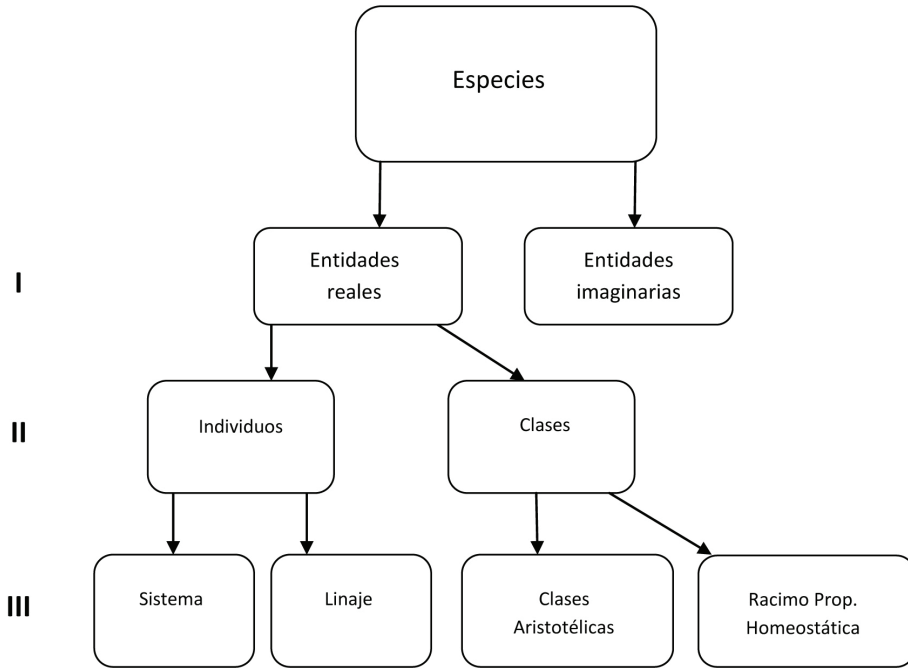 Especies
I
Entidades
reales
Entidades
imaginarias
II
Individuos
Clases
III
Sistema
Linaje
Clases
Aristotélicas
Racimo Prop.
Homeostática